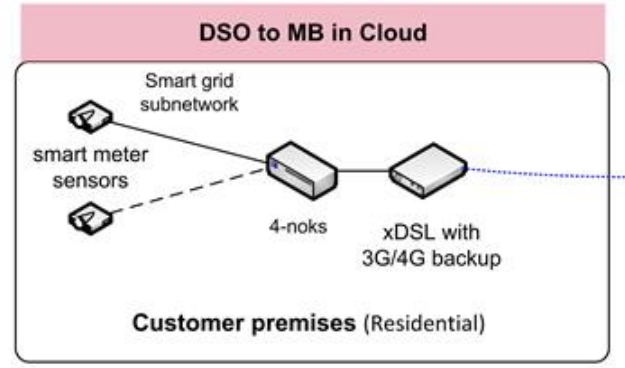 DSO to MB in Cloud
Smart grid
subnetwork
smart meter
sensors
4-noks
xDSL with
3G/4G backup
Customer premises (Residential)